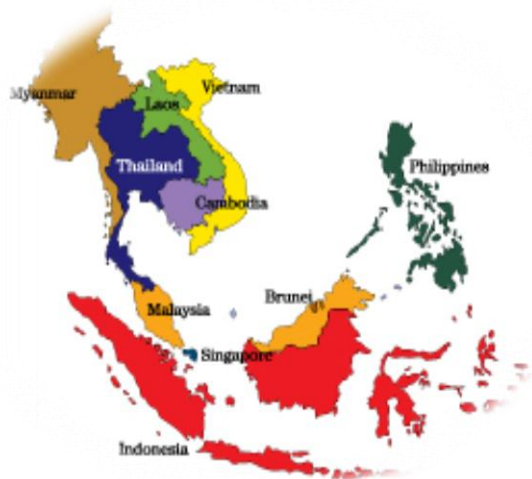 Myanmar
Laos
Vietnam
Thailand
Cambodia
Philippines
Brunei
Malaysia
Singapore
Indonesia